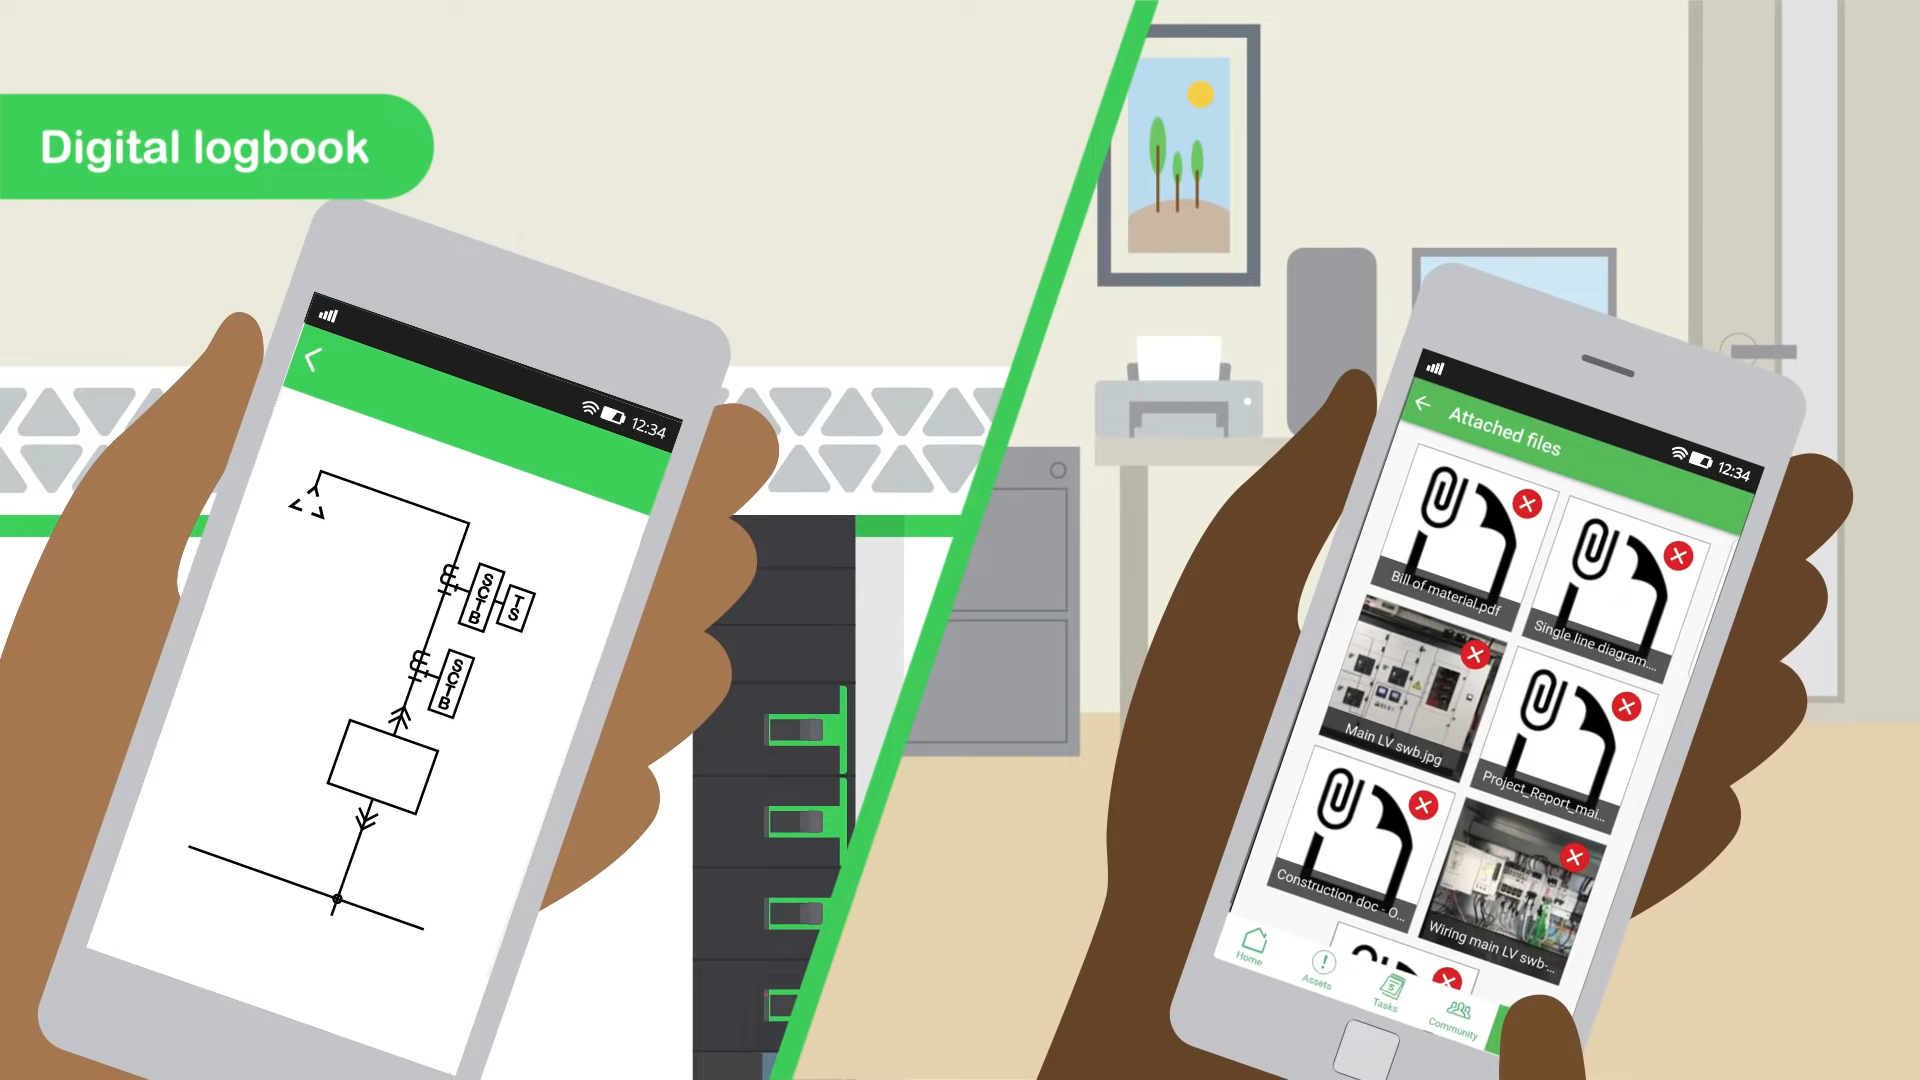 Digital logbook
12:34
SCTB
TS
SCTB
12:34
Attached files
Bill of material.pdf
Single line diagram....
Main LV swb.jpg
Project_Report_mai...
Construction doc - O...
Wiring main LV swb-...
Home
Assets
5
Tasks
Community